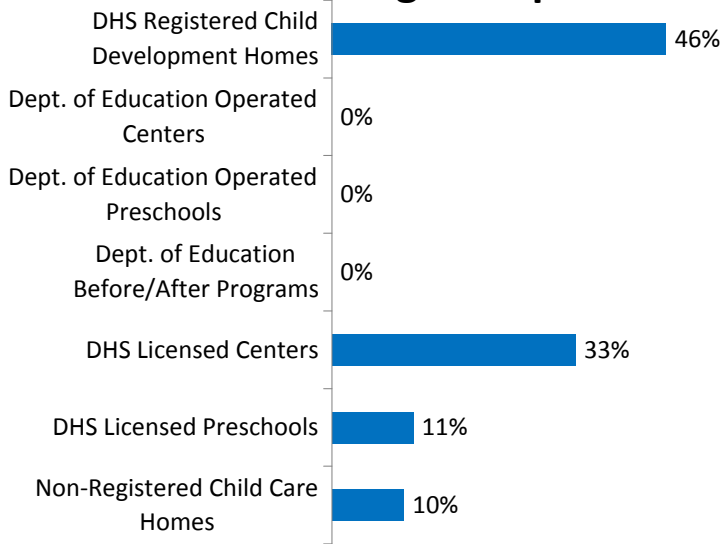 DHS Registered Child
Development Homes
46%
Dept. of Education Operated
Centers
0%
Dept. of Education Operated
Preschools
0%
Dept. of Education
Before/After Programs
0%
DHS Licensed Centers
33%
DHS Licensed Preschools
11%
Non-Registered Child Care
Homes
10%